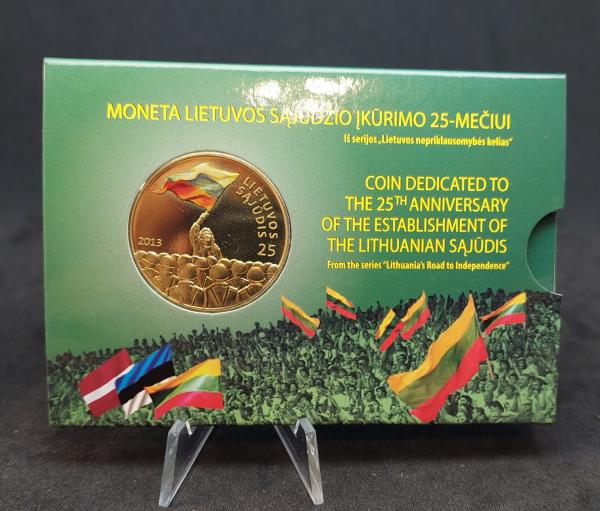 MONETA LIETUVOS SĄJŪDŽIO ĮKŪRIMO 25-MEČIUI
Iš serijos „Lietuvos nepriklausomybės kelias“
COIN DEDICATED TO
THE 25TH ANNIVERSARY
OF THE ESTABLISHMENT OF
THE LITHUANIAN SĄJŪDIS
From the series “Lithuania’s Road to Independence”
LIETUVOS
SĄJŪDIS
25
2013